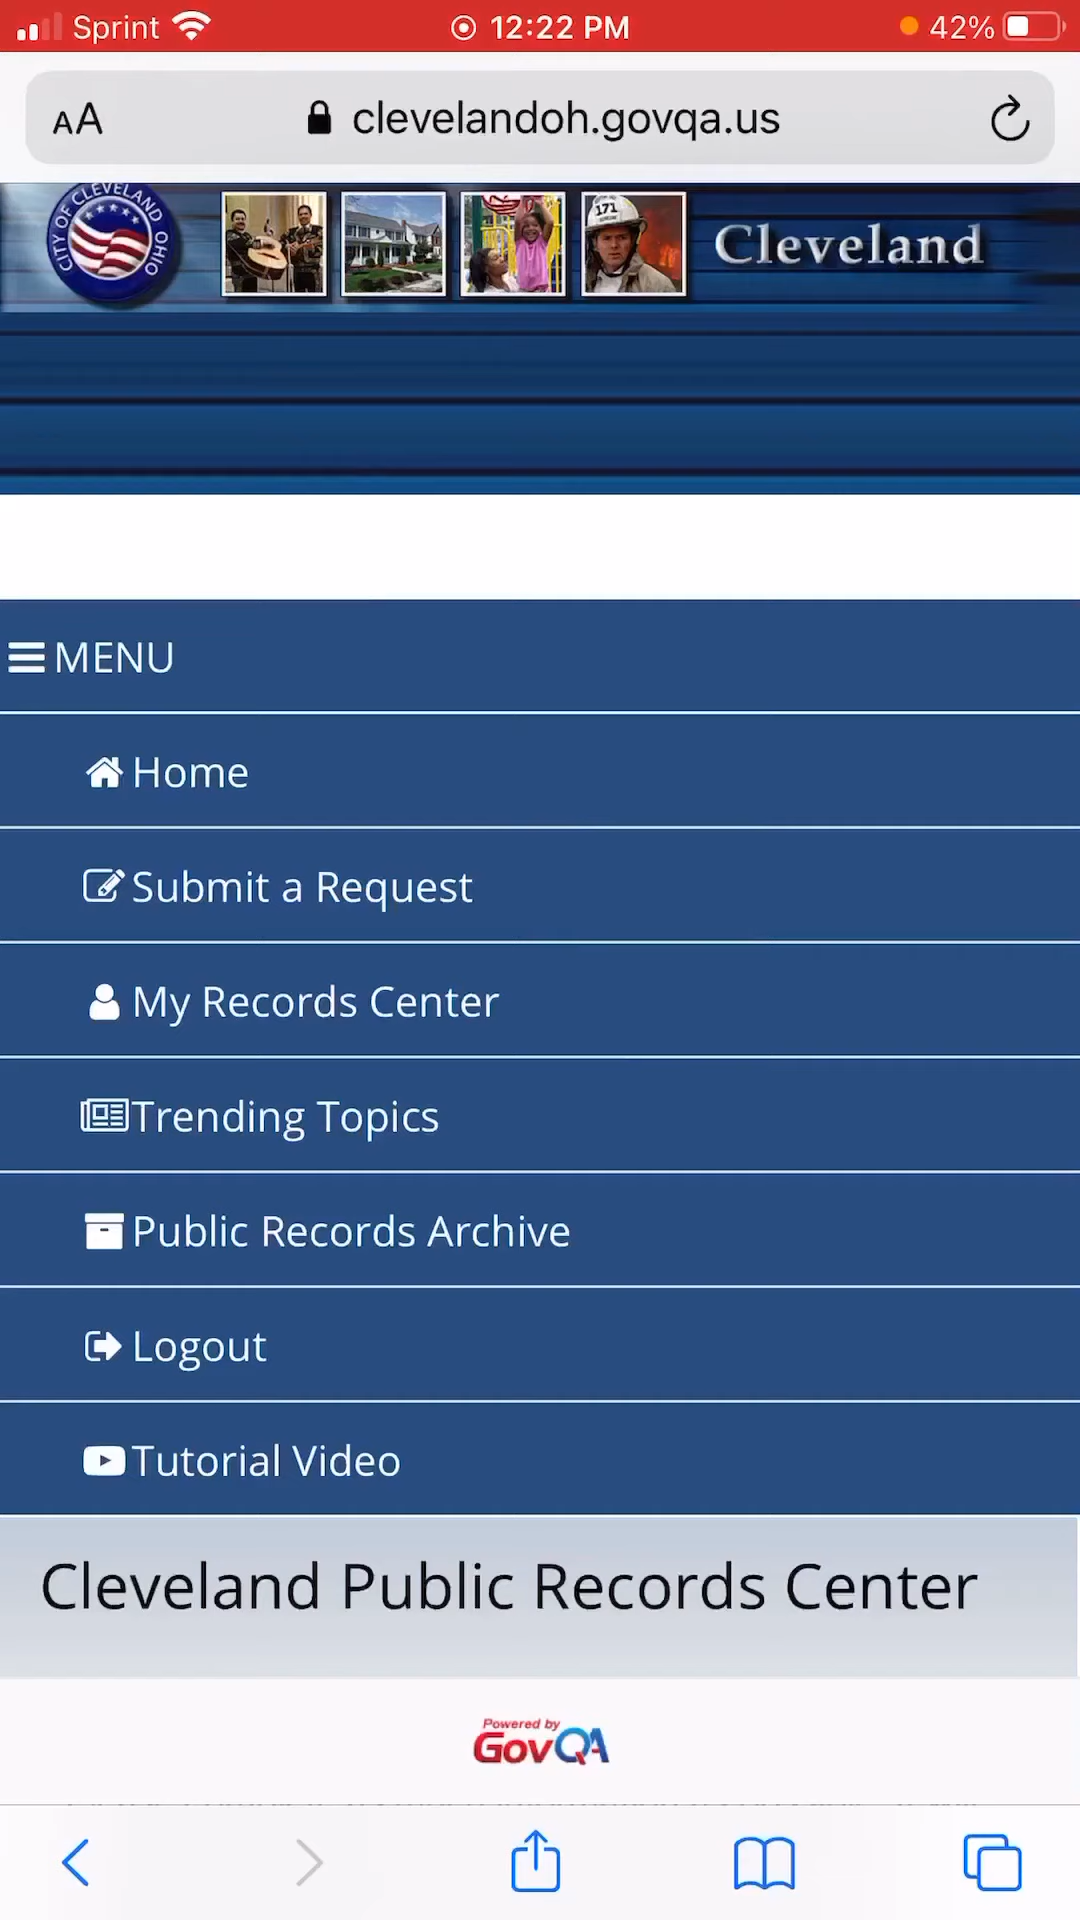 Sprint 12:22 PM 42%
AA clevelandoh.govqa.us
CITY OF CLEVELAND OHIO
171
Cleveland
MENU
Home
Submit a Request
My Records Center
Trending Topics
Public Records Archive
Logout
Tutorial Video
Cleveland Public Records Center
Powered by
GovQA